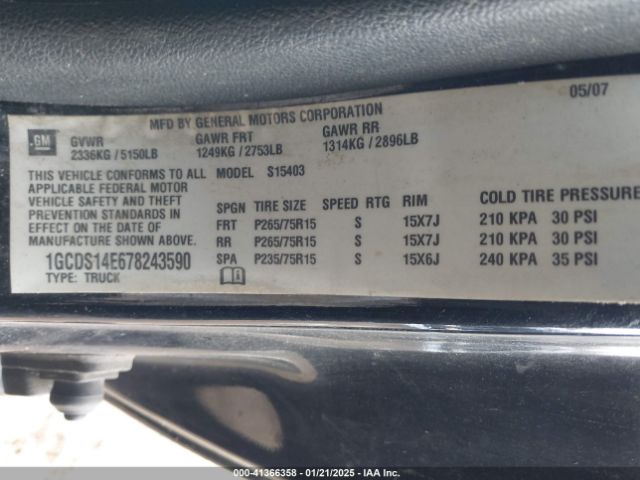 05/07
MFD BY GENERAL MOTORS CORPORATION
GM GVWR GAWR FRT GAWR RR
2336KG / 5150LB 1249KG / 2753LB 1314KG / 2896LB
THIS VEHICLE CONFORMS TO ALL MODEL S15403
APPLICABLE FEDERAL MOTOR
VEHICLE SAFETY AND THEFT
PREVENTION STANDARDS IN
EFFECT ON THE DATE OF
MANUFACTURE SHOWN ABOVE.
1GCDS14E678243590
TYPE: TRUCK
SPGN TIRE SIZE SPEED RTG RIM COLD TIRE PRESSURE
FRT P265/75R15 S 15X7J 210 KPA 30 PSI
RR P265/75R15 S 15X7J 210 KPA 30 PSI
SPA P235/75R15 S 15X6J 240 KPA 35 PSI
000-41366358 - 01/21/2025 - IAAI.CA